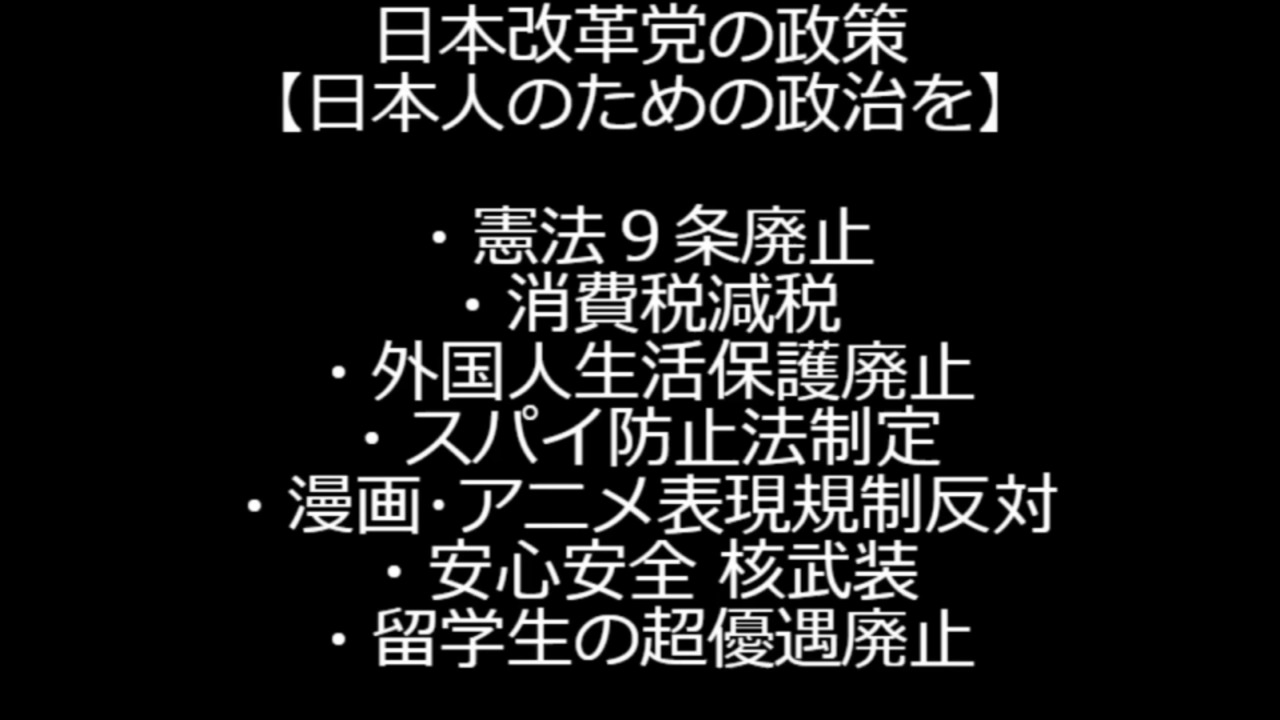 日本改革党の政策
【日本人のための政治を】
・憲法９条廃止
・消費税減税
・外国人生活保護廃止
・スパイ防止法制定
・漫画・アニメ表現規制反対
・安心安全 核武装
・留学生の超優遇廃止